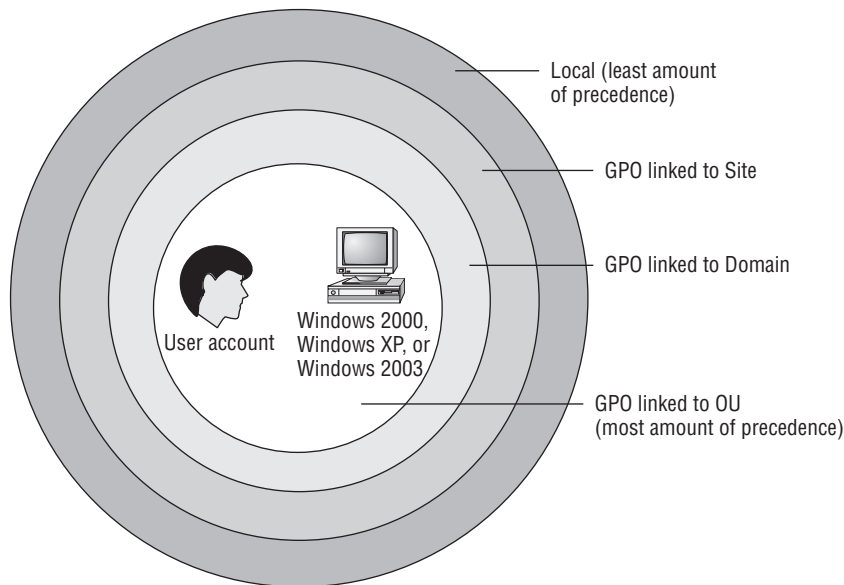 Local (least amount
of precedence)
GPO linked to Site
GPO linked to Domain
User account
Windows 2000,
Windows XP, or
Windows 2003
GPO linked to OU
(most amount of precedence)